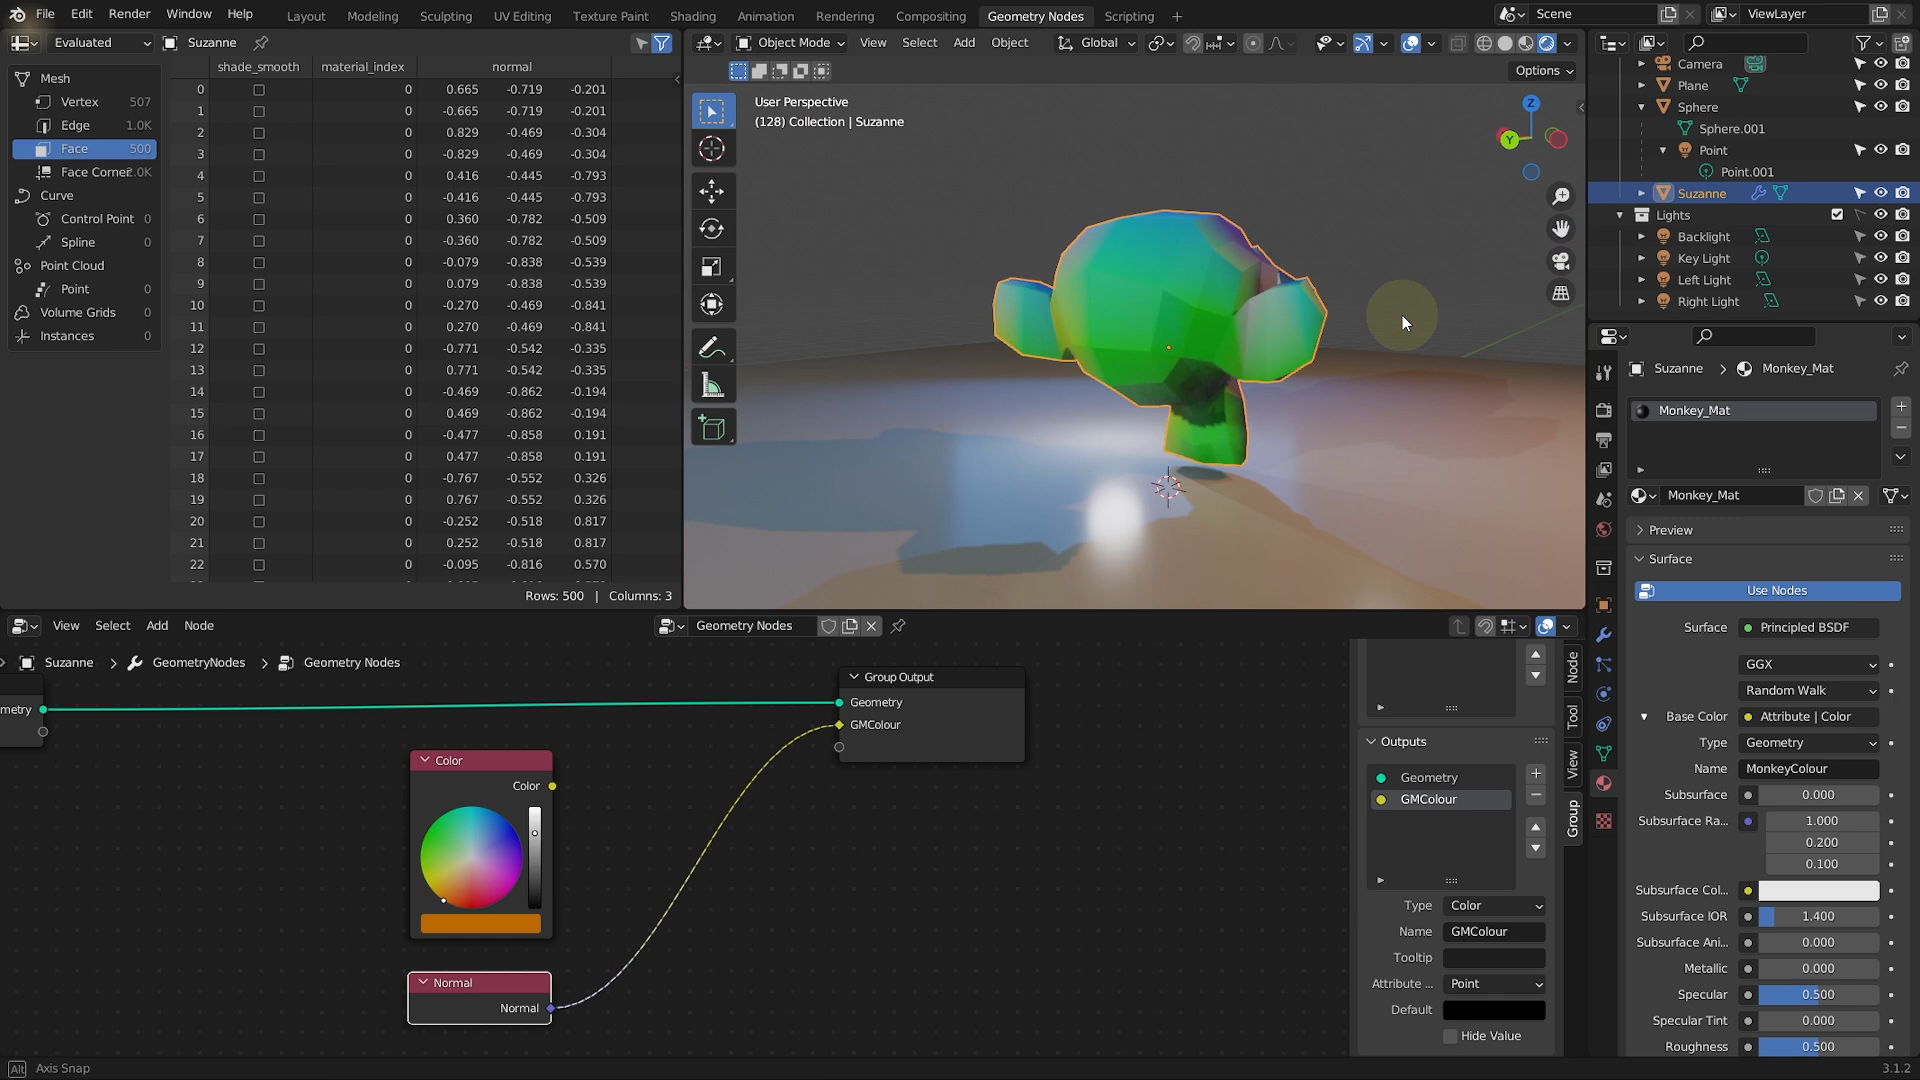 File Edit Render Window Help
Layout Modeling Sculpting UV Editing Texture Paint Shading Animation Rendering Compositing Geometry Nodes Scripting +
Scene
ViewLayer
Evaluated
Suzanne
Object Mode View Select Add Object
Global
Options
Mesh
Vertex 507
Edge 1.0K
Face 500
Face Corner 2.0K
Curve
Control Point 0
Spline 0
Point Cloud
Point 0
Volume Grids 0
Instances 0
shade_smooth material_index normal
0 0 0.665 -0.719 -0.201
1 0 -0.665 -0.719 -0.201
2 0 0.829 -0.469 -0.304
3 0 -0.829 -0.469 -0.304
4 0 0.416 -0.445 -0.793
5 0 -0.416 -0.445 -0.793
6 0 0.360 -0.782 -0.509
7 0 -0.360 -0.782 -0.509
8 0 -0.079 -0.838 -0.539
9 0 0.079 -0.838 -0.539
10 0 -0.270 -0.469 -0.841
11 0 0.270 -0.469 -0.841
12 0 -0.771 -0.542 -0.335
13 0 0.771 -0.542 -0.335
14 0 -0.469 -0.862 -0.194
15 0 0.469 -0.862 -0.194
16 0 -0.477 -0.858 0.191
17 0 0.477 -0.858 0.191
18 0 -0.767 -0.552 0.326
19 0 0.767 -0.552 0.326
20 0 -0.252 -0.518 0.817
21 0 0.252 -0.518 0.817
22 0 -0.095 -0.816 0.570
Rows: 500 | Columns: 3
User Perspective
(128) Collection | Suzanne
Z
Y
Camera
Plane
Sphere
Sphere.001
Point
Point.001
Suzanne
Lights
Backlight
Key Light
Left Light
Right Light
Suzanne > Monkey_Mat
Monkey_Mat
Monkey_Mat
Preview
Surface
Use Nodes
Surface Principled BSDF
GGX
Random Walk
Base Color Attribute | Color
Type Geometry
Name MonkeyColour
Subsurface 0.000
Subsurface Ra... 1.000
0.200
0.100
Subsurface Col...
Subsurface IOR 1.400
Subsurface Ani... 0.000
Metallic 0.000
Specular 0.500
Specular Tint 0.000
Roughness 0.500
View Select Add Node
Geometry Nodes
Suzanne > GeometryNodes > Geometry Nodes
metry
Group Output
Geometry
GMColour
Color
Color
Normal
Normal
Node
Tool
View
Group
Outputs
Geometry
GMColour
Type Color
Name GMColour
Tooltip
Attribute ... Point
Default
Hide Value
Alt Axis Snap
3.1.2